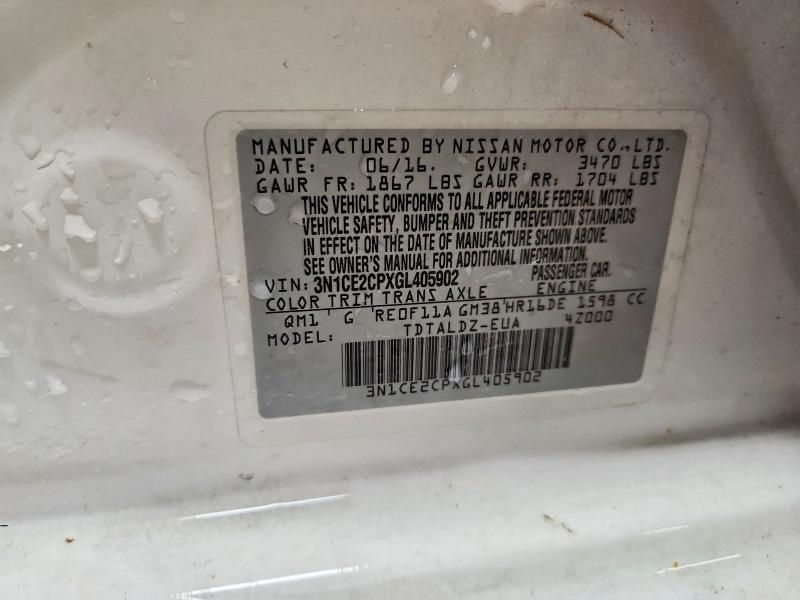 MANUFACTURED BY NISSAN MOTOR CO.,LTD.
DATE: 06/16. GVWR: 3470 LBS
GAWR FR: 1867 LBS GAWR RR: 1704 LBS
THIS VEHICLE CONFORMS TO ALL APPLICABLE FEDERAL MOTOR
VEHICLE SAFETY, BUMPER AND THEFT PREVENTION STANDARDS
IN EFFECT ON THE DATE OF MANUFACTURE SHOWN ABOVE.
SEE OWNER'S MANUAL FOR ADDITIONAL INFORMATION.
VIN: 3N1CE2CPXGL405902 PASSENGER CAR.
COLOR TRIM TRANS AXLE ENGINE
QM1 G RE0F11A GM38 HR16DE 1598 CC
MODEL: TDTALDZ-EUA 4Z000
3N1CE2CPXGL405902